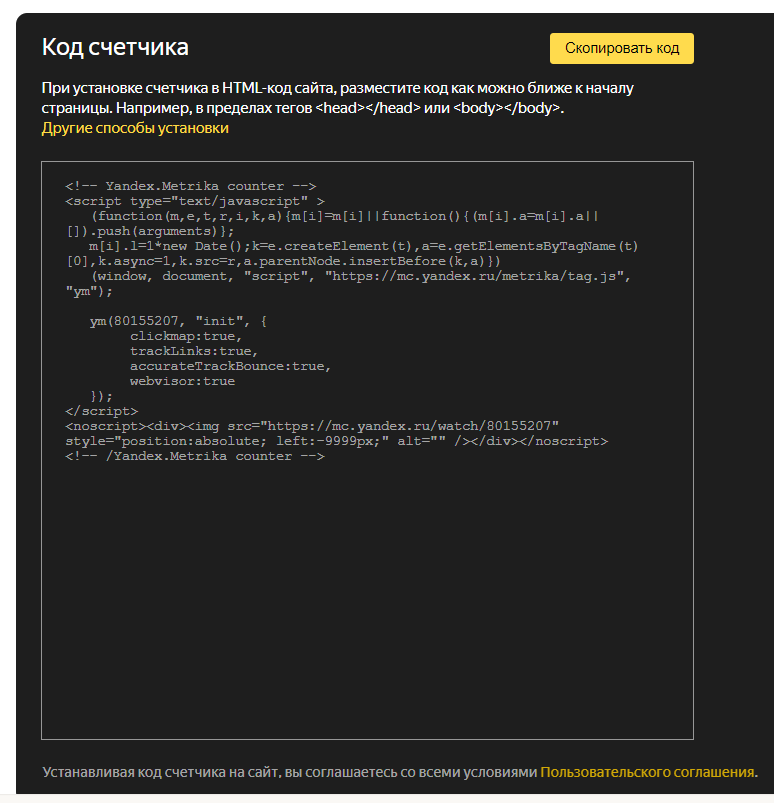 Код счетчика
Скопировать код
При установке счетчика в HTML-код сайта, разместите код как можно ближе к началу
страницы. Например, в пределах тегов <head></head> или <body></body>.
Другие способы установки
<!-- Yandex.Metrika counter -->
<script type="text/javascript" >
   (function(m,e,t,r,i,k,a){m[i]=m[i]||function(){(m[i].a=m[i].a||
[]).push(arguments)};
   m[i].l=1*new Date();k=e.createElement(t),a=e.getElementsByTagName(t)
[0],k.async=1,k.src=r,a.parentNode.insertBefore(k,a)})
   (window, document, "script", "https://mc.yandex.ru/metrika/tag.js",
"ym");
   ym(80155207, "init", {
        clickmap:true,
        trackLinks:true,
        accurateTrackBounce:true,
        webvisor:true
   });
</script>
<noscript><div><img src="https://mc.yandex.ru/watch/80155207"
style="position:absolute; left:-9999px;" alt="" /></div></noscript>
<!-- /Yandex.Metrika counter -->
Устанавливая код счетчика на сайт, вы соглашаетесь со всеми условиями Пользовательского соглашения.